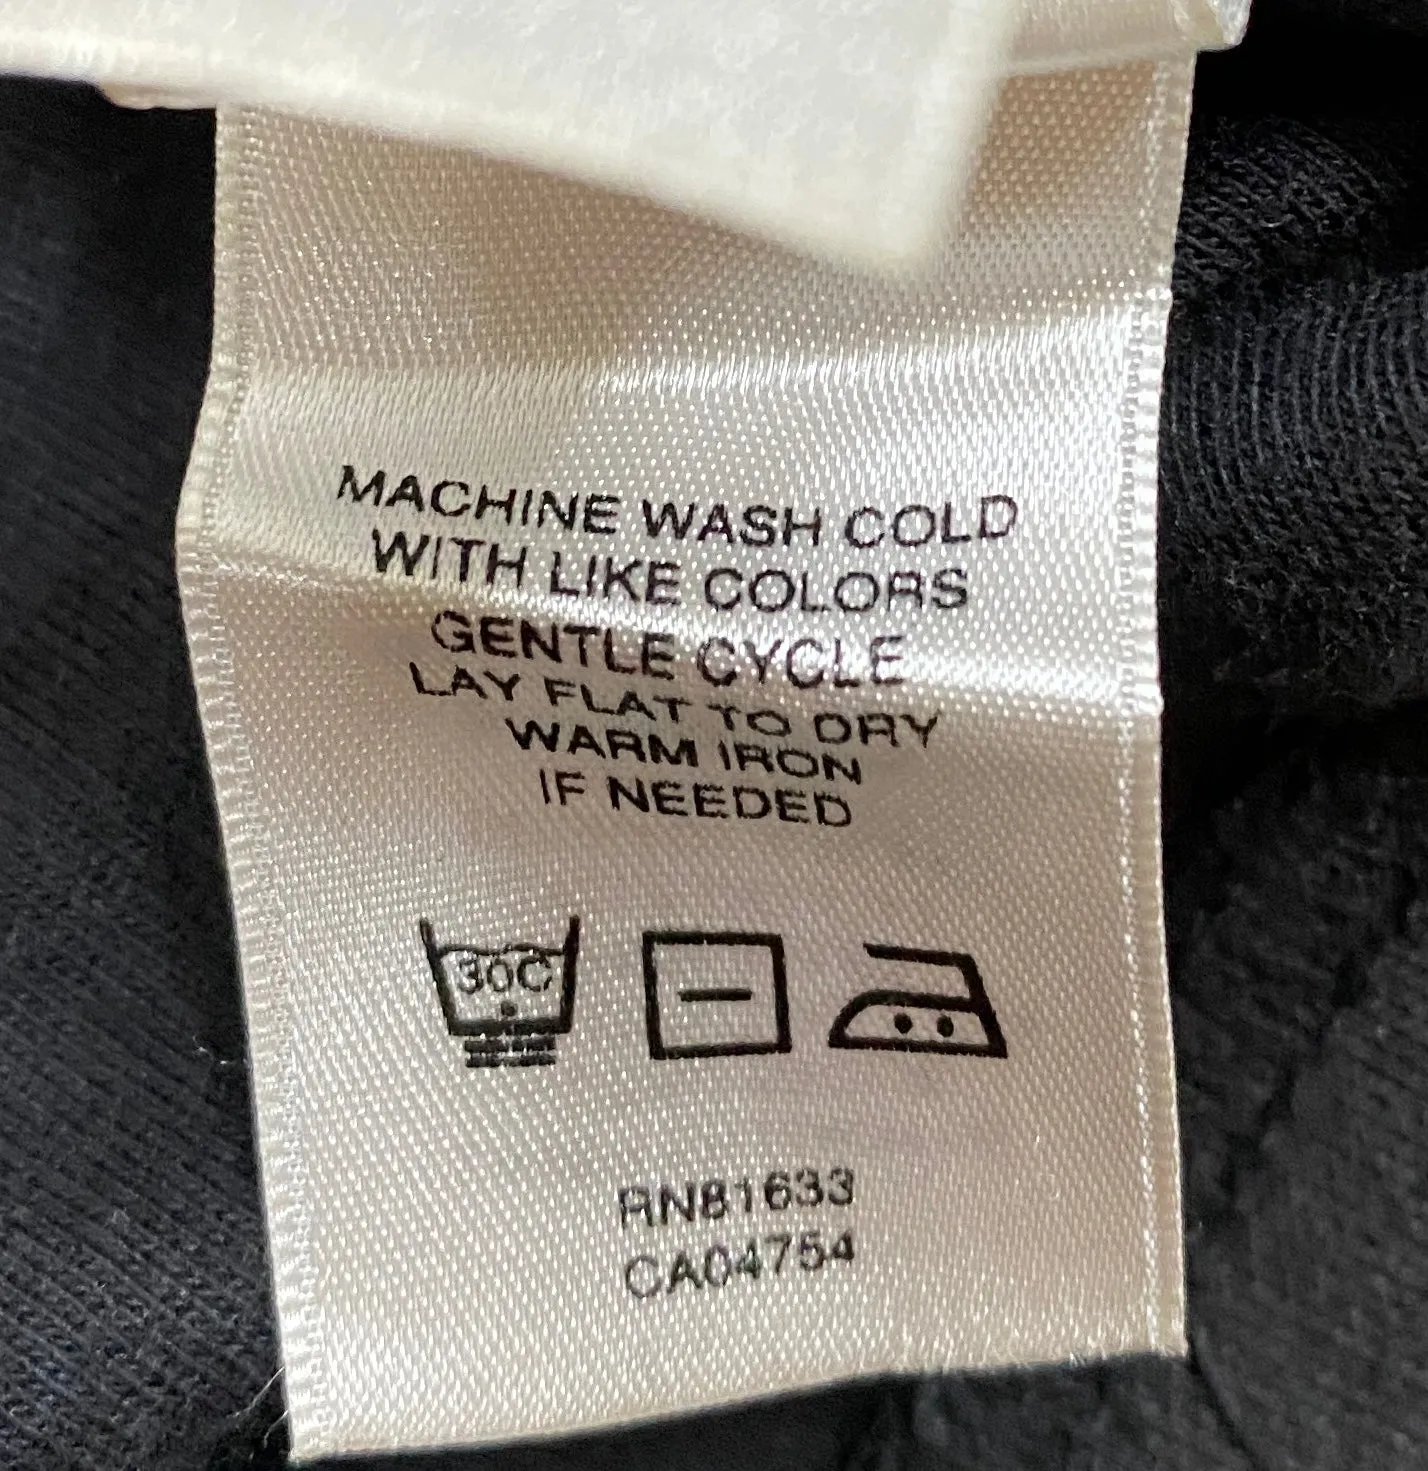 MACHINE WASH COLD
WITH LIKE COLORS
GENTLE CYCLE
LAY FLAT TO DRY
WARM IRON
IF NEEDED
30C
RN81633
CA04754